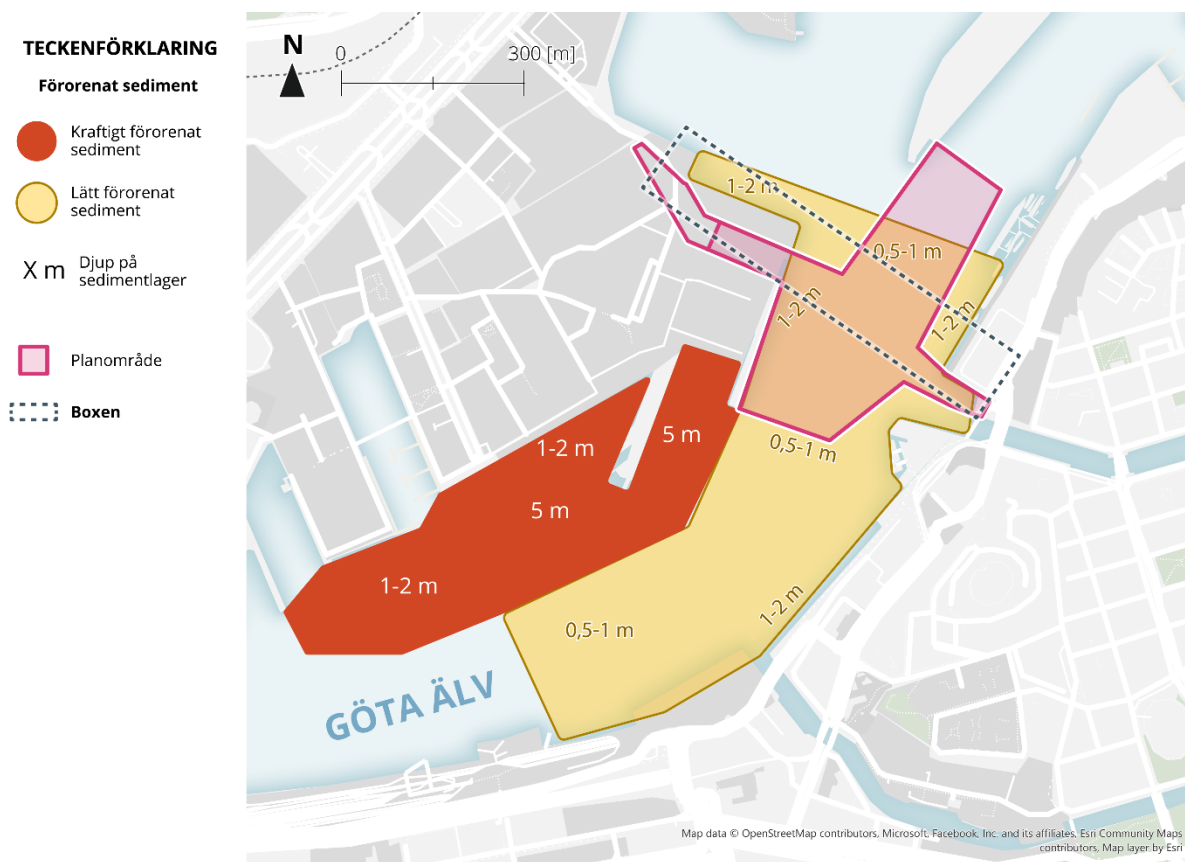 TECKENFÖRKLARING
Förorenat sediment
Kraftigt förorenat
sediment
Lätt förorenat
sediment
X m
Djup på
sedimentlager
Planområde
Boxen
N
0
300 [m]
1-2 m
0,5-1 m
1-2 m
1-2 m
0,5-1 m
1-2 m
5 m
5 m
1-2 m
0,5-1 m
1-2 m
GÖTA ÄLV
Map data © OpenStreetMap contributors, Microsoft, Facebook, Inc. and its affiliates, Esri Community Maps
contributors, Map layer by Esri